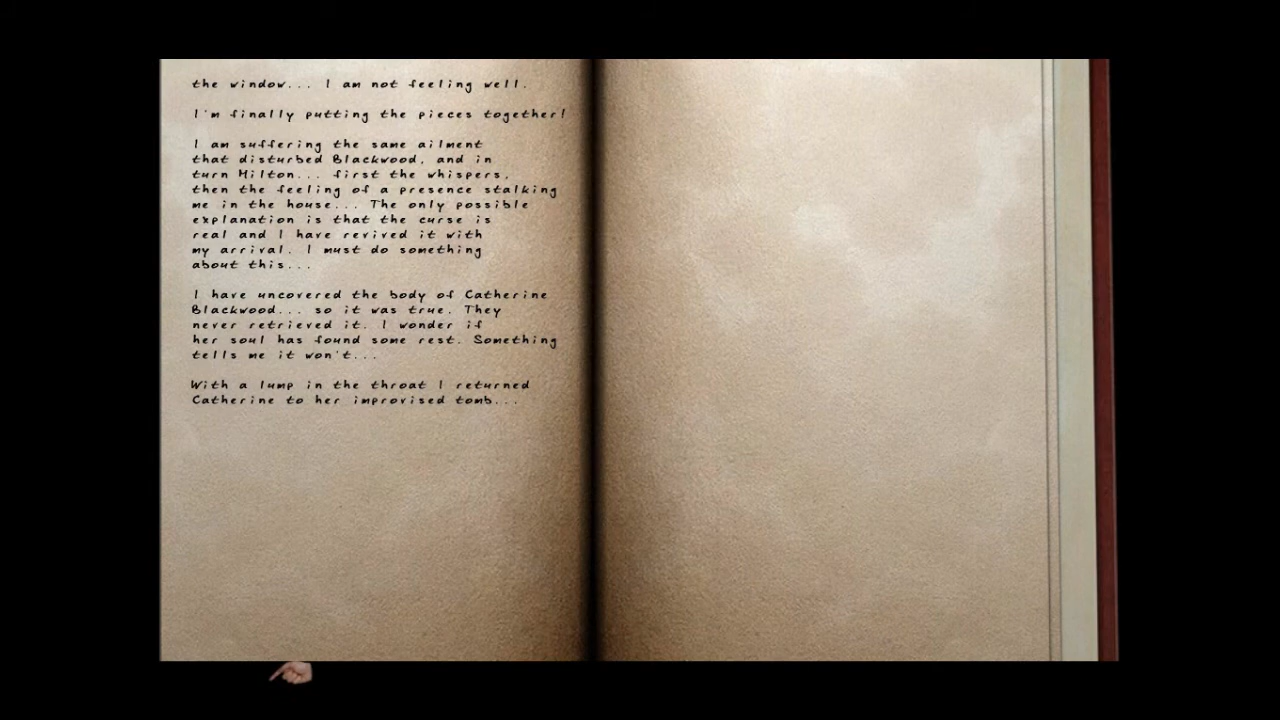 the window... I am not feeling well.
I'm finally putting the pieces together!
I am suffering the same ailment
that disturbed Blackwood, and in
turn Milton... first the whispers,
then the feeling of a presence stalking
me in the house... The only possible
explanation is that the curse is
real and I have revived it with
my arrival. I must do something
about this...
I have uncovered the body of Catherine
Blackwood... so it was true. They
never retrieved it. I wonder if
her soul has found some rest. Something
tells me it won't...
With a lump in the throat I returned
Catherine to her improvised tomb...